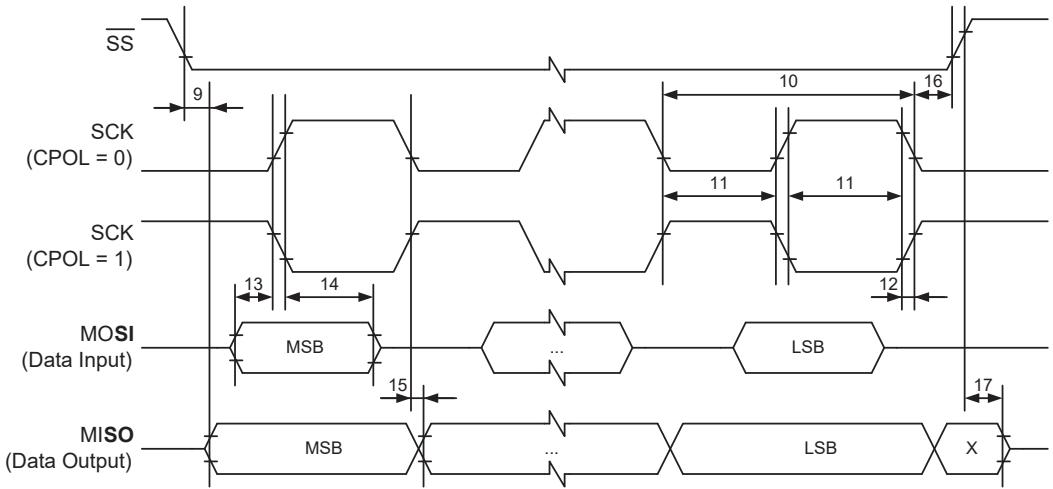 SS
10
9
16
SCK
(CPOL = 0)
11
11
SCK
(CPOL = 1)
13
14
12
MOSI
(Data Input)
MSB
...
LSB
15
17
MISO
(Data Output)
MSB
...
LSB
X